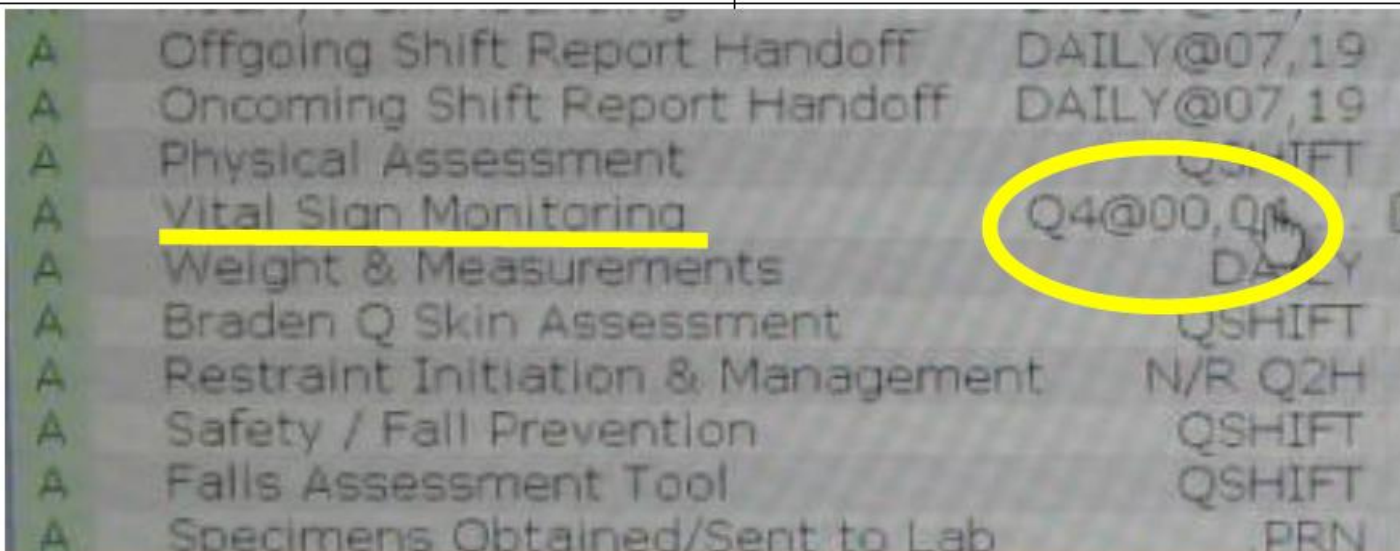 A Offgoing Shift Report Handoff DAILY@07,19
A Oncoming Shift Report Handoff DAILY@07,19
A Physical Assessment QSHIFT
A Vital Sign Monitoring Q4@00,04
A Weight & Measurements DAILY
A Braden Q Skin Assessment QSHIFT
A Restraint Initiation & Management N/R Q2H
A Safety / Fall Prevention QSHIFT
A Falls Assessment Tool QSHIFT
A Specimens Obtained/Sent to Lab PRN